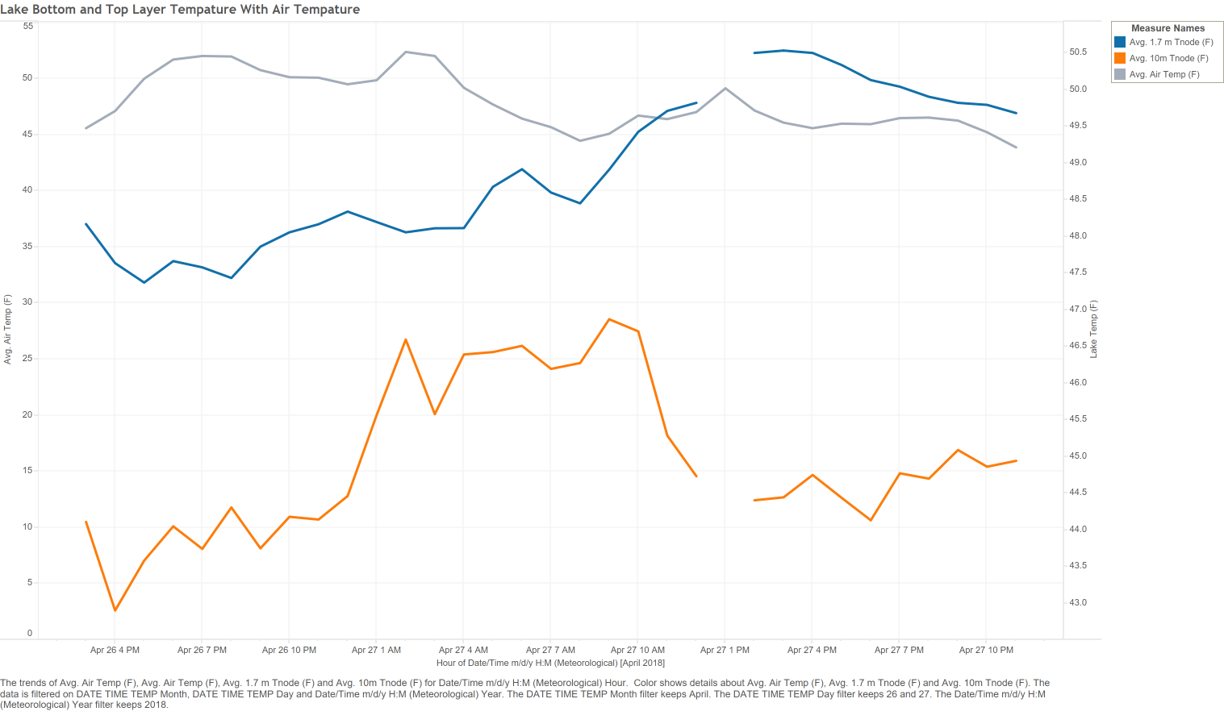 Lake Bottom and Top Layer Tempature With Air Tempature
Measure Names
Avg. 1.7 m Tnode (F)
Avg. 10m Tnode (F)
Avg. Air Temp (F)
55
50
45
40
35
30
25
20
15
10
5
0
Avg. Air Temp (F)
50.5
50.0
49.5
49.0
48.5
48.0
47.5
47.0
46.5
46.0
45.5
45.0
44.5
44.0
43.5
43.0
Lake Temp (F)
Apr 26 4 PM Apr 26 7 PM Apr 26 10 PM Apr 27 1 AM Apr 27 4 AM Apr 27 7 AM Apr 27 10 AM Apr 27 1 PM Apr 27 4 PM Apr 27 7 PM Apr 27 10 PM
Hour of Date/Time m/d/y H:M (Meteorological) [April 2018]
The trends of Avg. Air Temp (F), Avg. Air Temp (F), Avg. 1.7 m Tnode (F) and Avg. 10m Tnode (F) for Date/Time m/d/y H:M (Meteorological) Hour.  Color shows details about Avg. Air Temp (F), Avg. 1.7 m Tnode (F) and Avg. 10m Tnode (F). The
data is filtered on DATE TIME TEMP Month, DATE TIME TEMP Day and Date/Time m/d/y H:M (Meteorological) Year. The DATE TIME TEMP Month filter keeps April. The DATE TIME TEMP Day filter keeps 26 and 27. The Date/Time m/d/y H:M
(Meteorological) Year filter keeps 2018.